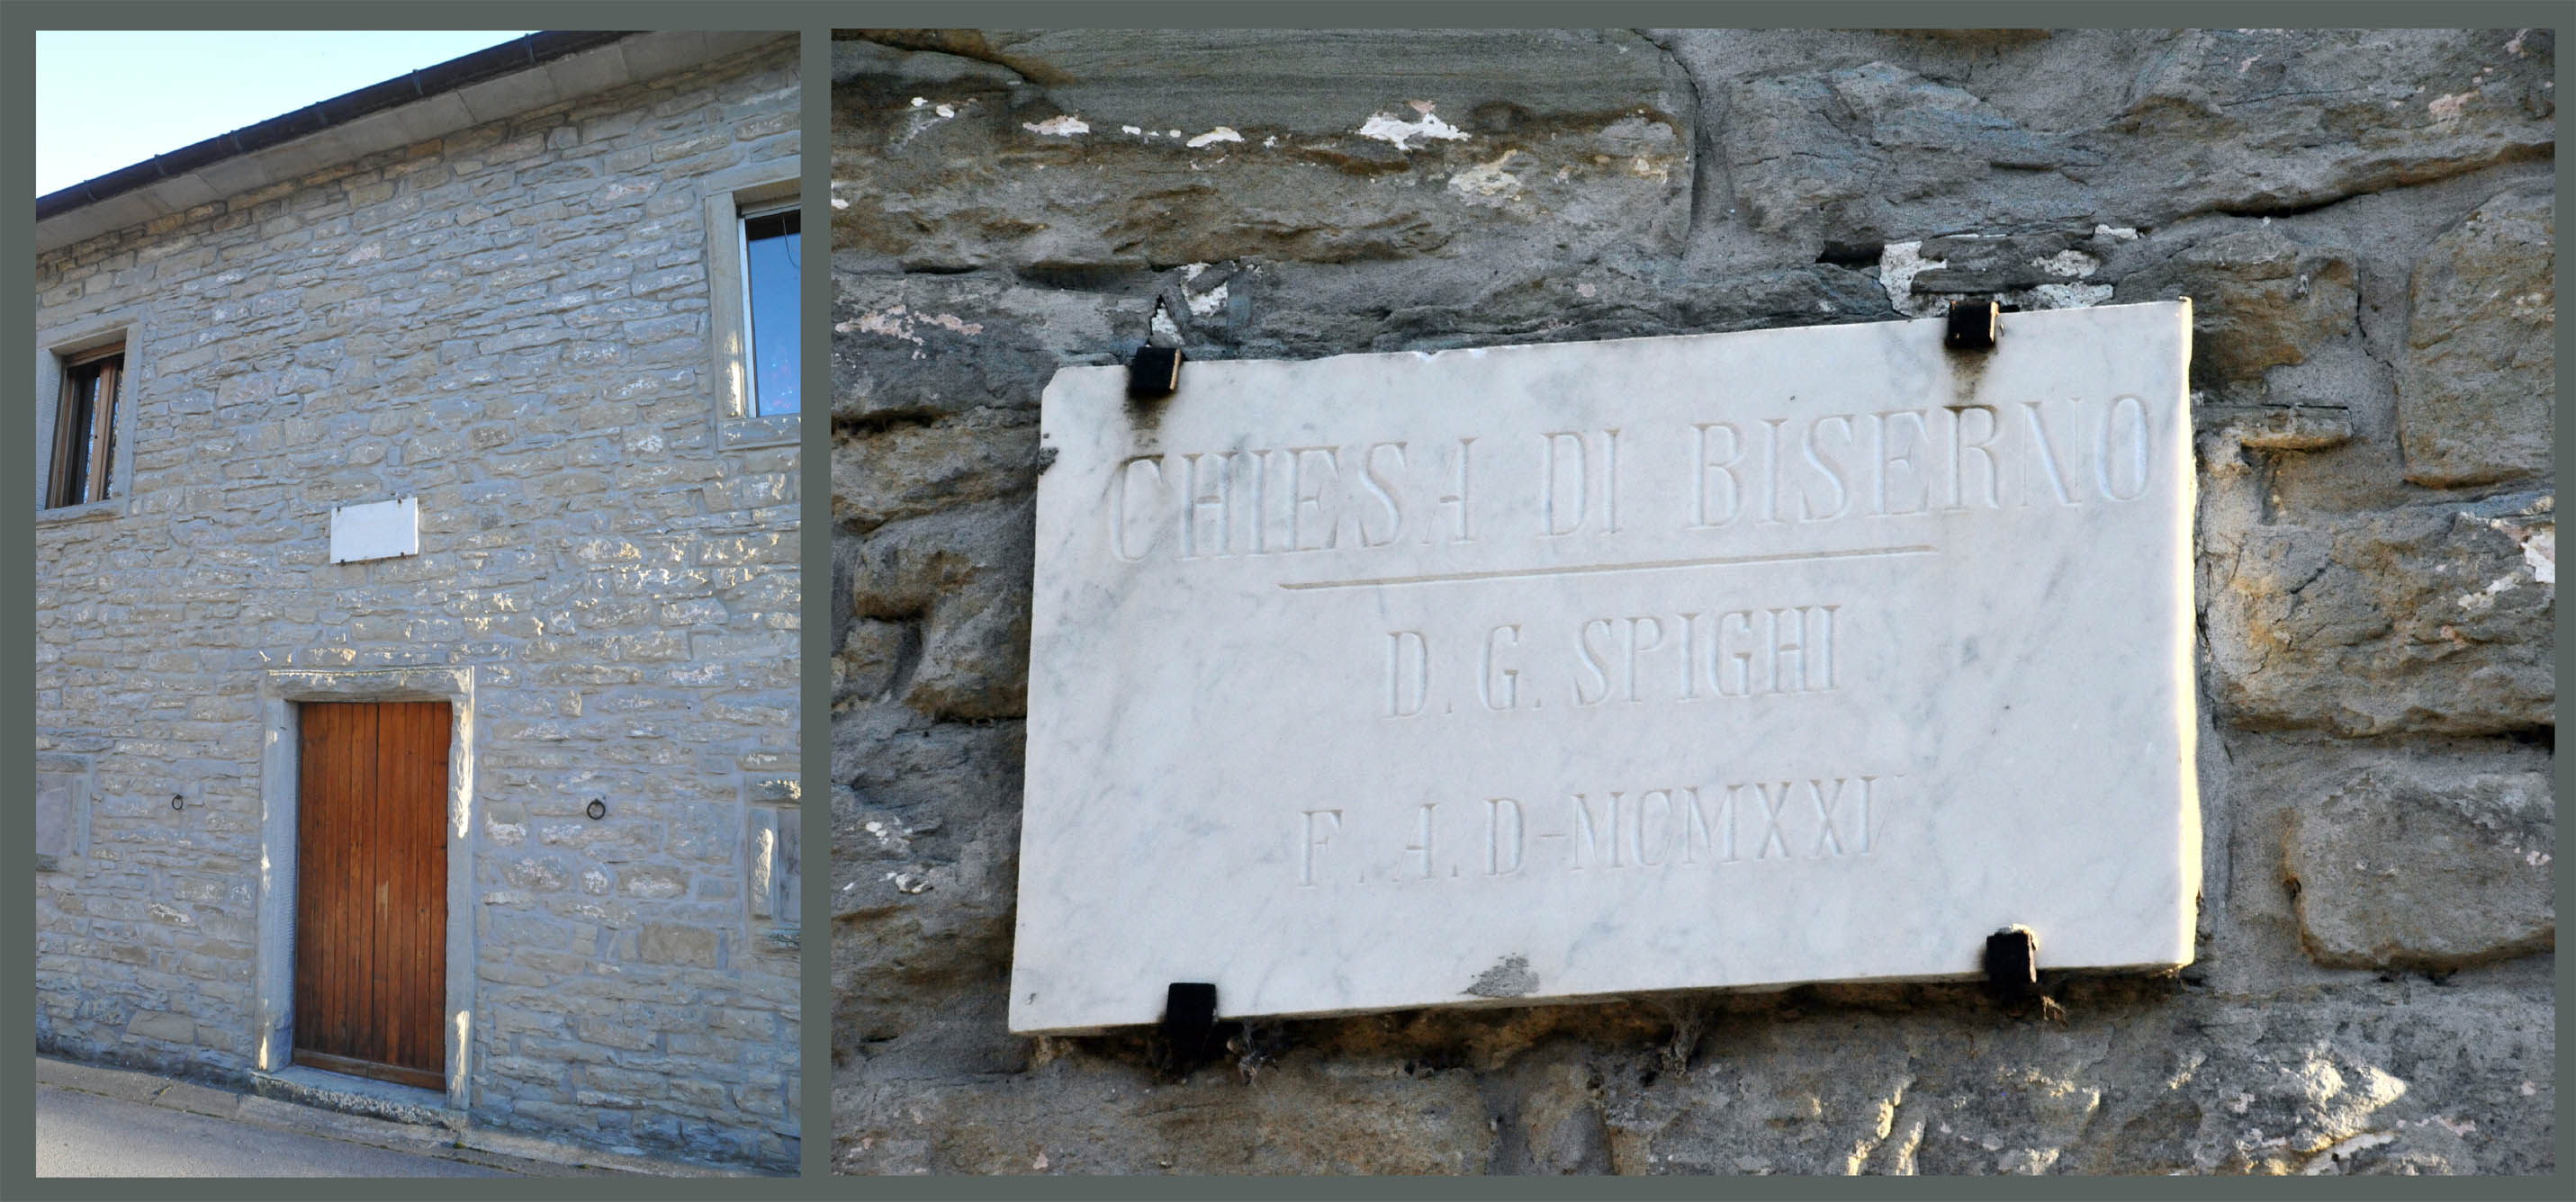 CHIESA DI BISERNO
D. G. SPIGHI
F. A. D-MCMXXIV